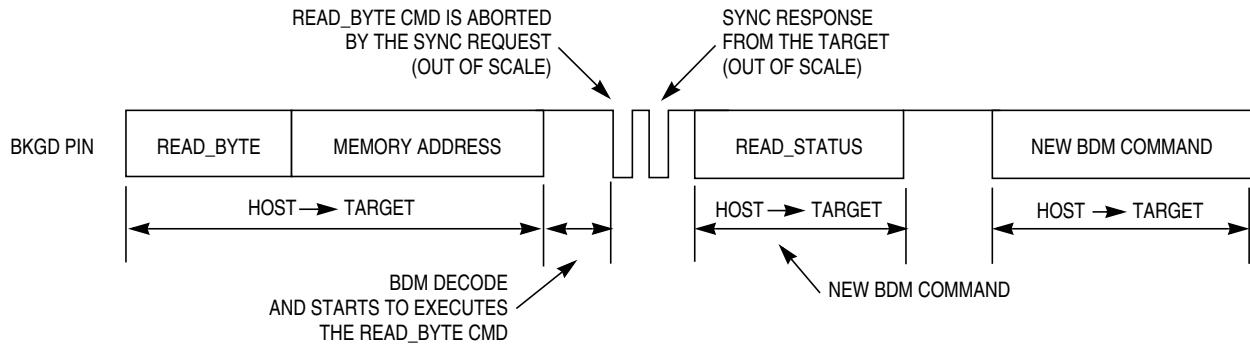 READ_BYTE CMD IS ABORTED
BY THE SYNC REQUEST
(OUT OF SCALE)
SYNC RESPONSE
FROM THE TARGET
(OUT OF SCALE)
BKGD PIN
READ_BYTE
MEMORY ADDRESS
READ_STATUS
NEW BDM COMMAND
HOST → TARGET
HOST → TARGET
HOST → TARGET
BDM DECODE
AND STARTS TO EXECUTES
THE READ_BYTE CMD
NEW BDM COMMAND